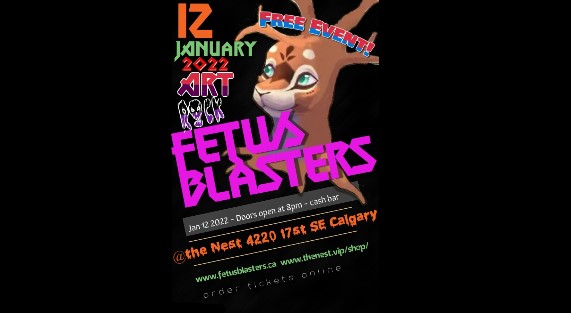 12
JANUARY
2022
FREE EVENT!
ART
ROCK
FETUS
BLASTERS
Jan 12 2022 - Doors open at 8pm - cash bar
@the Nest 4220 17st SE Calgary
www.fetusblasters.ca www.thenest.vip/shop/
order tickets online